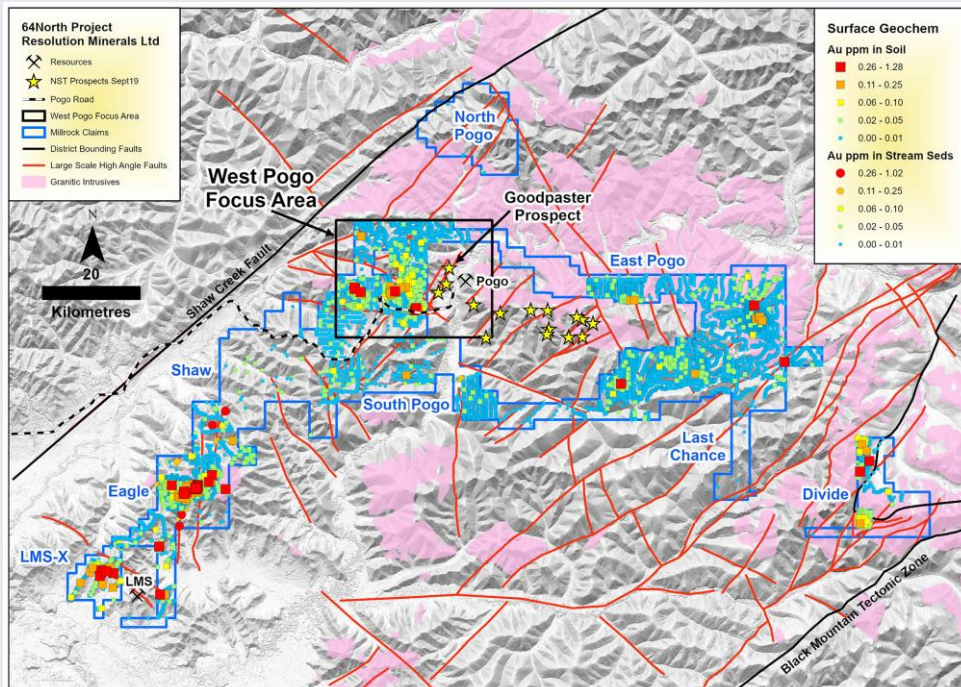 64North Project
Resolution Minerals Ltd
Resources
NST Prospects Sept19
Pogo Road
West Pogo Focus Area
Millrock Claims
District Bounding Faults
Large Scale High Angle Faults
Granitic Intrusives
N
20
Kilometres
Surface Geochem
Au ppm in Soil
0.26 - 1.28
0.11 - 0.25
0.06 - 0.10
0.02 - 0.05
0.00 - 0.01
Au ppm in Stream Seds
0.26 - 1.02
0.11 - 0.25
0.06 - 0.10
0.02 - 0.05
0.00 - 0.01
North
Pogo
West Pogo
Focus Area
Goodpaster
Prospect
Pogo
East Pogo
Shaw Creek Fault
Shaw
South Pogo
Last
Chance
Eagle
Divide
LMS-X
LMS
Black Mountain Tectonic Zone